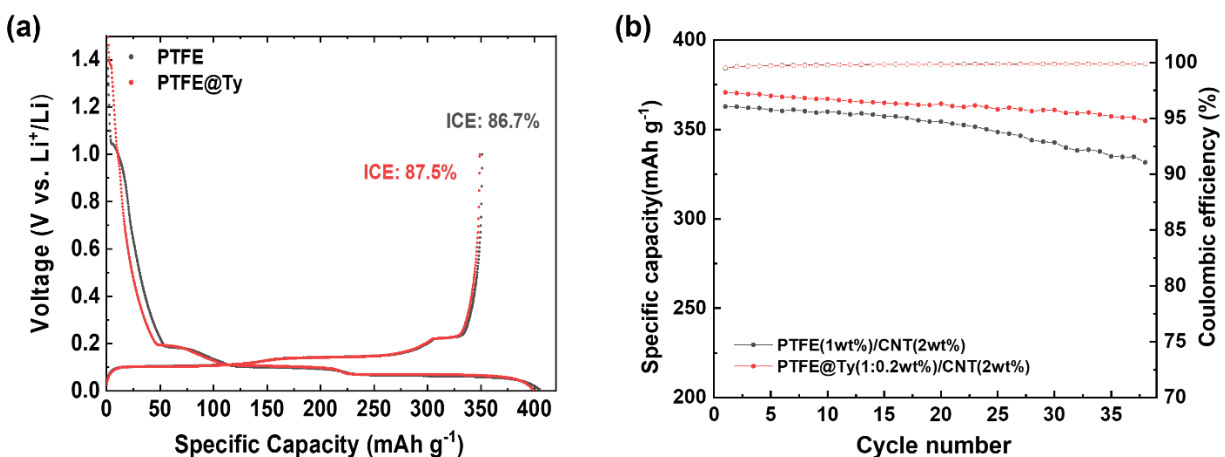 (a)
PTFE
PTFE@Ty
ICE: 86.7%
ICE: 87.5%
1.4
1.2
1.0
0.8
0.6
0.4
0.2
0.0
Voltage (V vs. Li⁺/Li)
0 50 100 150 200 250 300 350 400
Specific Capacity (mAh g⁻¹)
(b)
400
350
300
250
200
Specific capacity(mAh g⁻¹)
100
95
90
85
80
75
70
Coulombic efficiency (%)
PTFE(1wt%)/CNT(2wt%)
PTFE@Ty(1:0.2wt%)/CNT(2wt%)
0 5 10 15 20 25 30 35
Cycle number